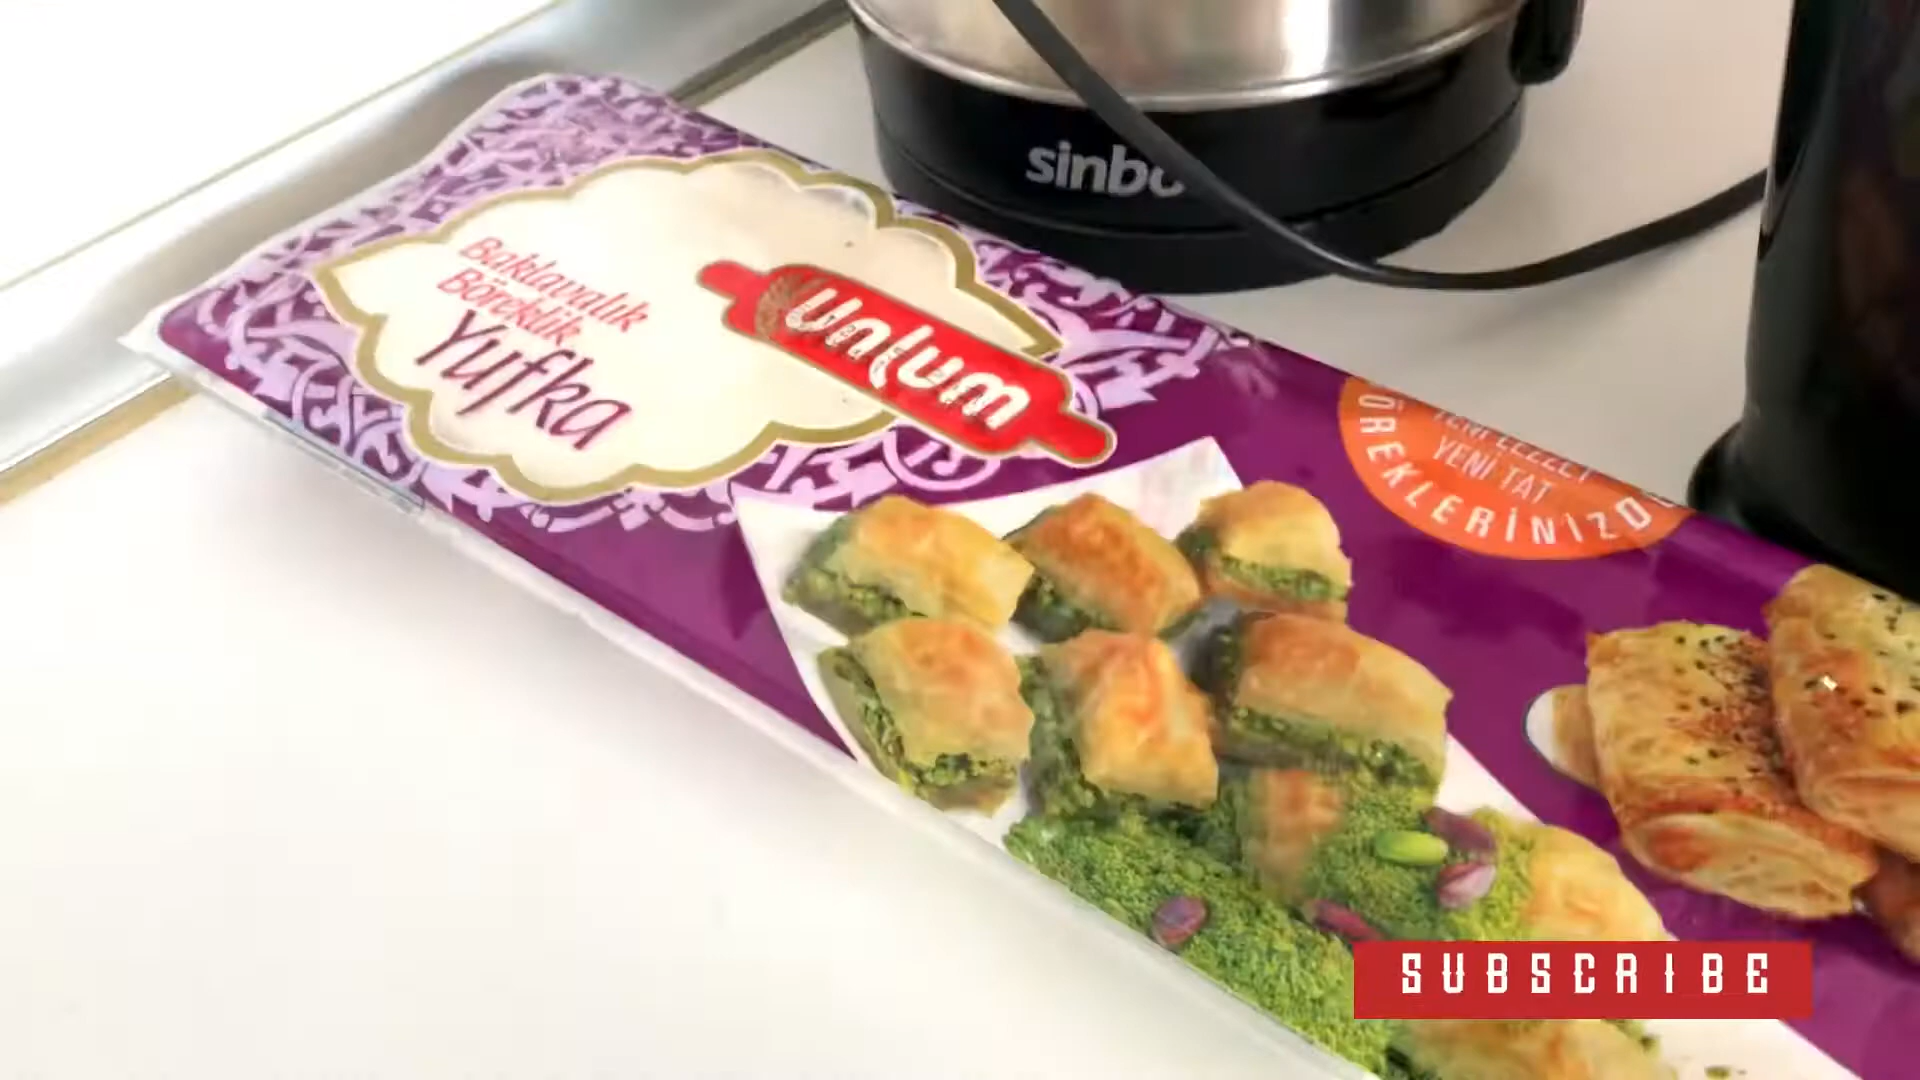 sinbo
Baklavalık
Böreklik
Yufka
Unlum
YENİ LEZZET
YENİ TAT
SUBSCRIBE